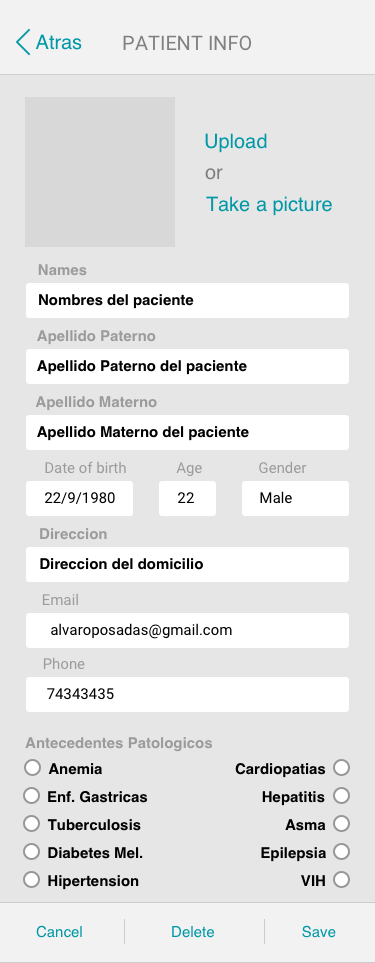 Atras PATIENT INFO
Upload
or
Take a picture
Names
Nombres del paciente
Apellido Paterno
Apellido Paterno del paciente
Apellido Materno
Apellido Materno del paciente
Date of birth Age Gender
22/9/1980 22 Male
Direccion
Direccion del domicilio
Email
alvaroposadas@gmail.com
Phone
74343435
Antecedentes Patologicos
Anemia Cardiopatias
Enf. Gastricas Hepatitis
Tuberculosis Asma
Diabetes Mel. Epilepsia
Hipertension VIH
Cancel Delete Save